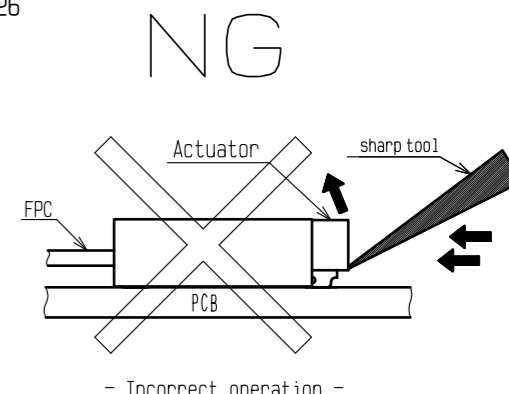 26
NG
Actuator
sharp tool
FPC
PCB
- Incorrect operation -